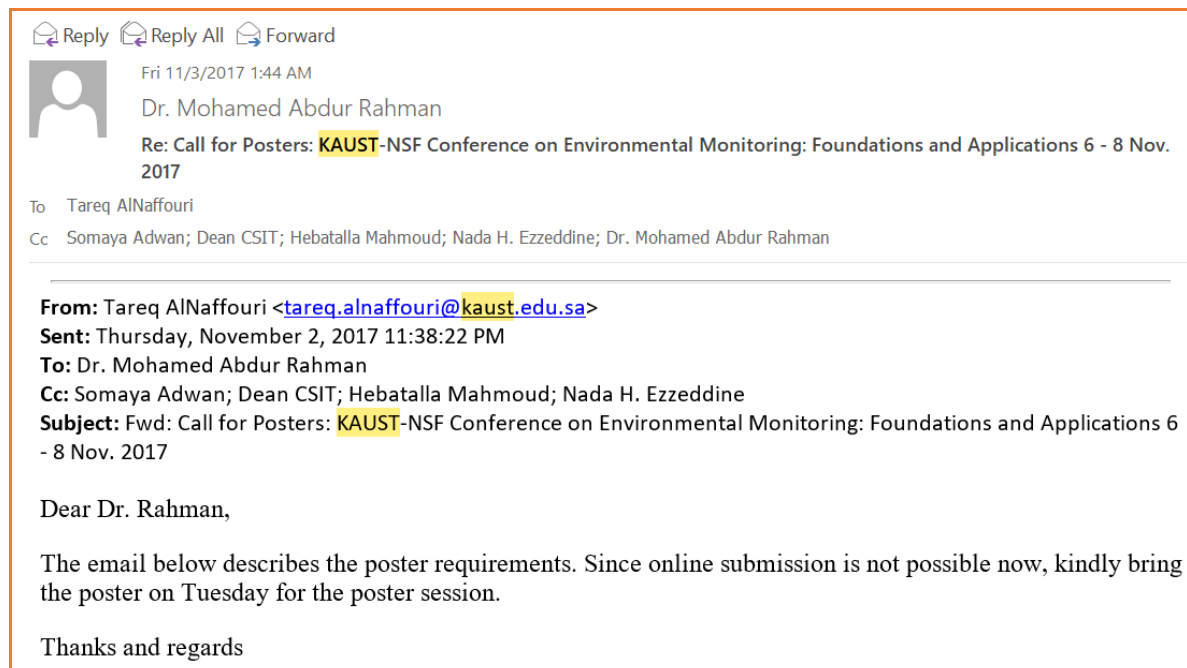 Reply Reply All Forward
Fri 11/3/2017 1:44 AM
Dr. Mohamed Abdur Rahman
Re: Call for Posters: KAUST-NSF Conference on Environmental Monitoring: Foundations and Applications 6 - 8 Nov.
2017
To Tareq AlNaffouri
Cc Somaya Adwan; Dean CSIT; Hebatalla Mahmoud; Nada H. Ezzeddine; Dr. Mohamed Abdur Rahman
From: Tareq AlNaffouri <tareq.alnaffouri@kaust.edu.sa>
Sent: Thursday, November 2, 2017 11:38:22 PM
To: Dr. Mohamed Abdur Rahman
Cc: Somaya Adwan; Dean CSIT; Hebatalla Mahmoud; Nada H. Ezzeddine
Subject: Fwd: Call for Posters: KAUST-NSF Conference on Environmental Monitoring: Foundations and Applications 6
- 8 Nov. 2017
Dear Dr. Rahman,
The email below describes the poster requirements. Since online submission is not possible now, kindly bring
the poster on Tuesday for the poster session.
Thanks and regards